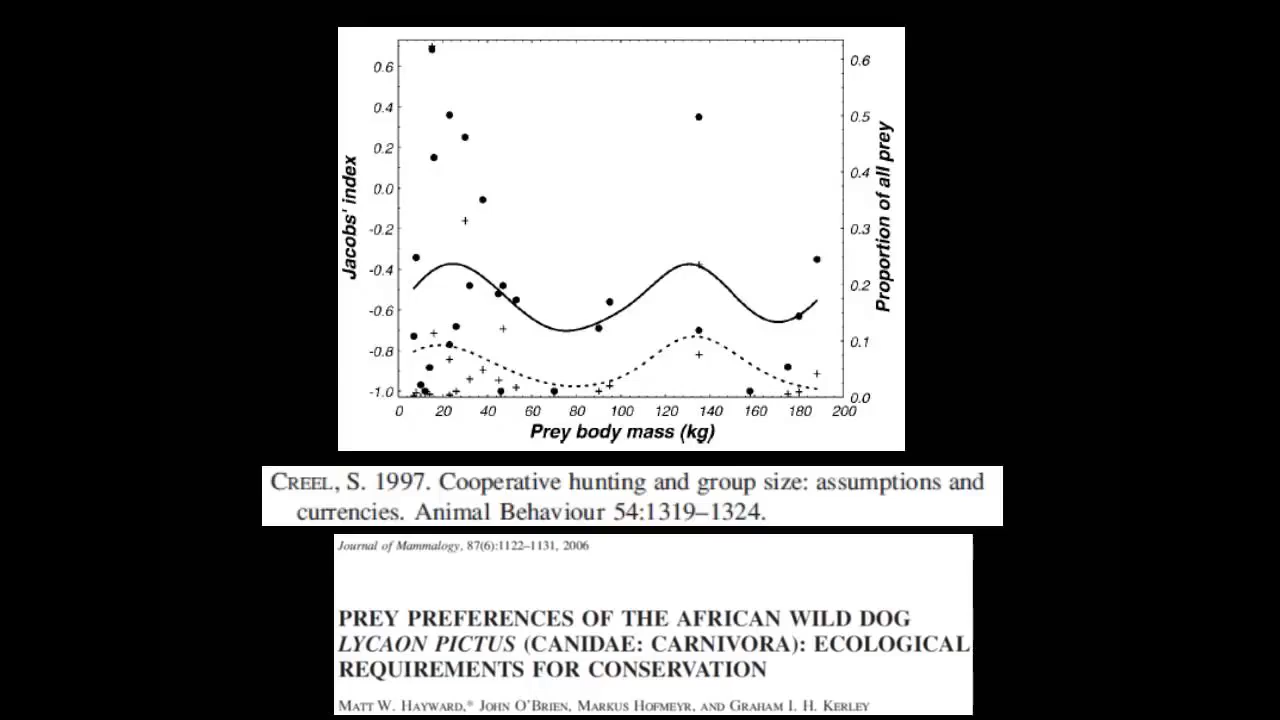 0.6
0.4
0.2
0.0
-0.2
-0.4
-0.6
-0.8
-1.0
Jacobs' index
0.6
0.5
0.4
0.3
0.2
0.1
0.0
Proportion of all prey
0 20 40 60 80 100 120 140 160 180 200
Prey body mass (kg)
CREEL, S. 1997. Cooperative hunting and group size: assumptions and
currencies. Animal Behaviour 54:1319–1324.
Journal of Mammalogy, 87(6):1122–1131, 2006
PREY PREFERENCES OF THE AFRICAN WILD DOG
LYCAON PICTUS (CANIDAE: CARNIVORA): ECOLOGICAL
REQUIREMENTS FOR CONSERVATION
MATT W. HAYWARD,* JOHN O'BRIEN, MARKUS HOFMEYR, AND GRAHAM I. H. KERLEY